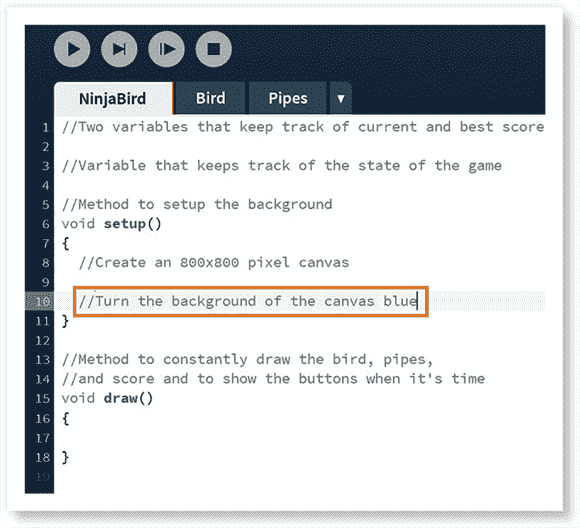 NinjaBird Bird Pipes ▼
1 //Two variables that keep track of current and best score
2
3 //Variable that keeps track of the state of the game
4
5 //Method to setup the background
6 void setup()
7 {
8 //Create an 800x800 pixel canvas
9
10 //Turn the background of the canvas blue
11 }
12
13 //Method to constantly draw the bird, pipes,
14 //and score and to show the buttons when it's time
15 void draw()
16 {
17
18 }
19